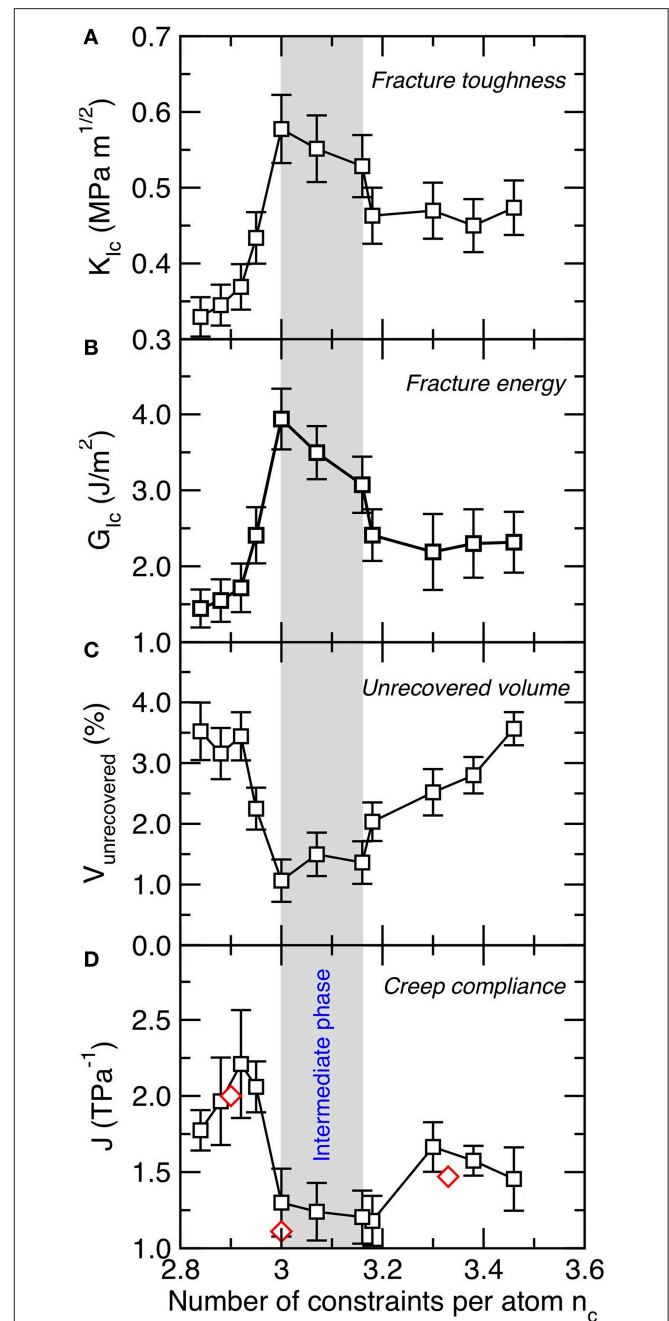 A
0.7
Fracture toughness
0.6
K_Ic (MPa m^1/2)
0.5
0.4
0.3
B
Fracture energy
4.0
G_Ic (J/m^2)
3.0
2.0
1.0
C
Unrecovered volume
4.0
V_unrecovered (%)
3.0
2.0
1.0
0.0
D
Creep compliance
Intermediate phase
2.5
J (TPa^-1)
2.0
1.5
1.0
2.8 3 3.2 3.4 3.6
Number of constraints per atom n_c